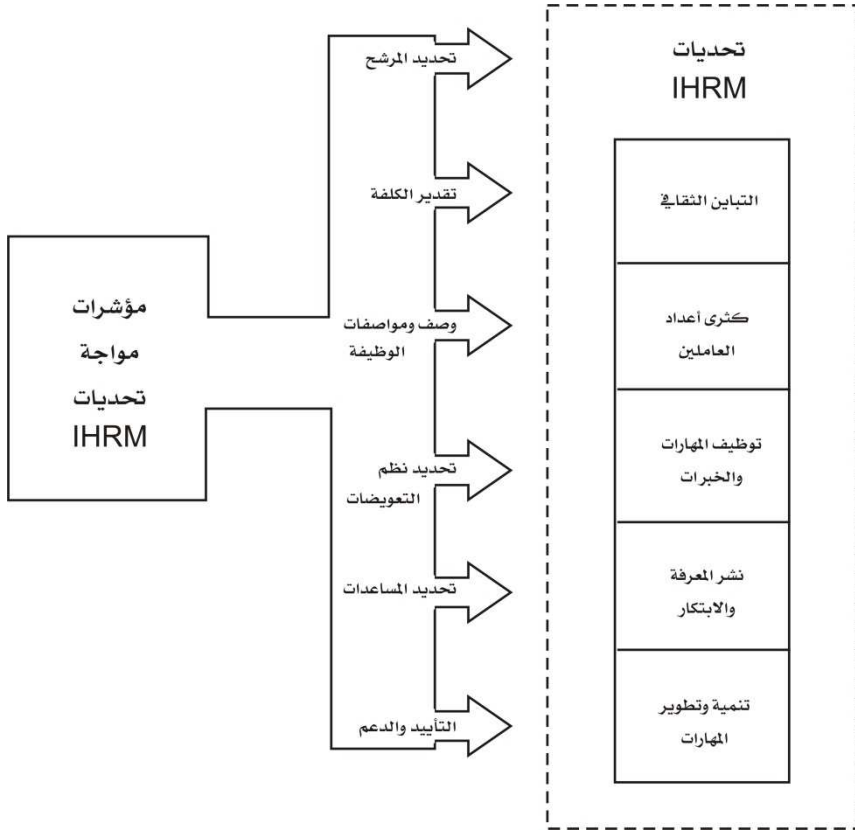 تحديات
IHRM
التباين الثقافي
كثرى أعداد
العاملين
توظيف المهارات
والخبرات
نشر المعرفة
والابتكار
تنمية وتطوير
المهارات
تحديد المرشح
تقدير الكلفة
وصف ومواصفات
الوظيفة
تحديد نظم
التعويضات
تحديد المساعدات
التأييد والدعم
مؤشرات
مواجة
تحديات
IHRM